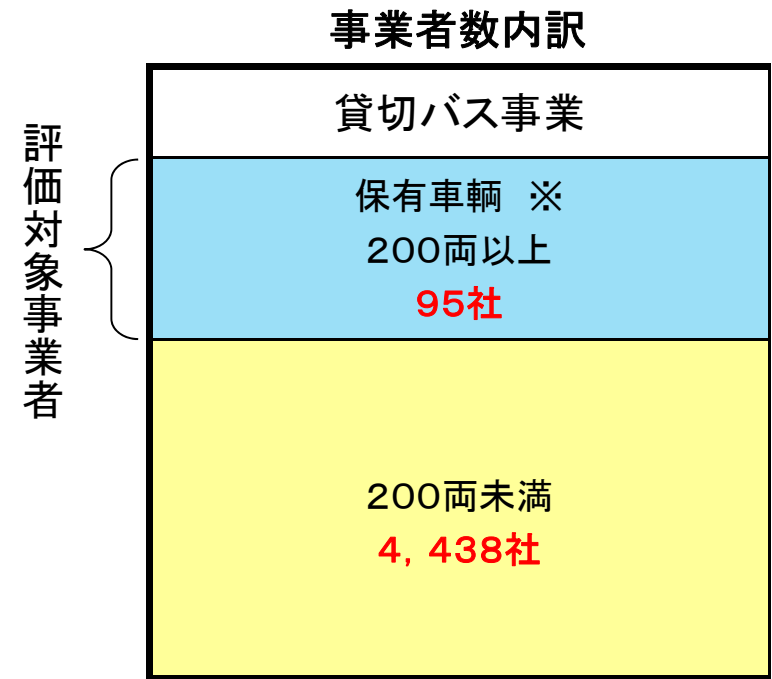 事業者数内訳
評価対象事業者
貸切バス事業
保有車輌　※
２００両以上
９５社
２００両未満
４，４３８社